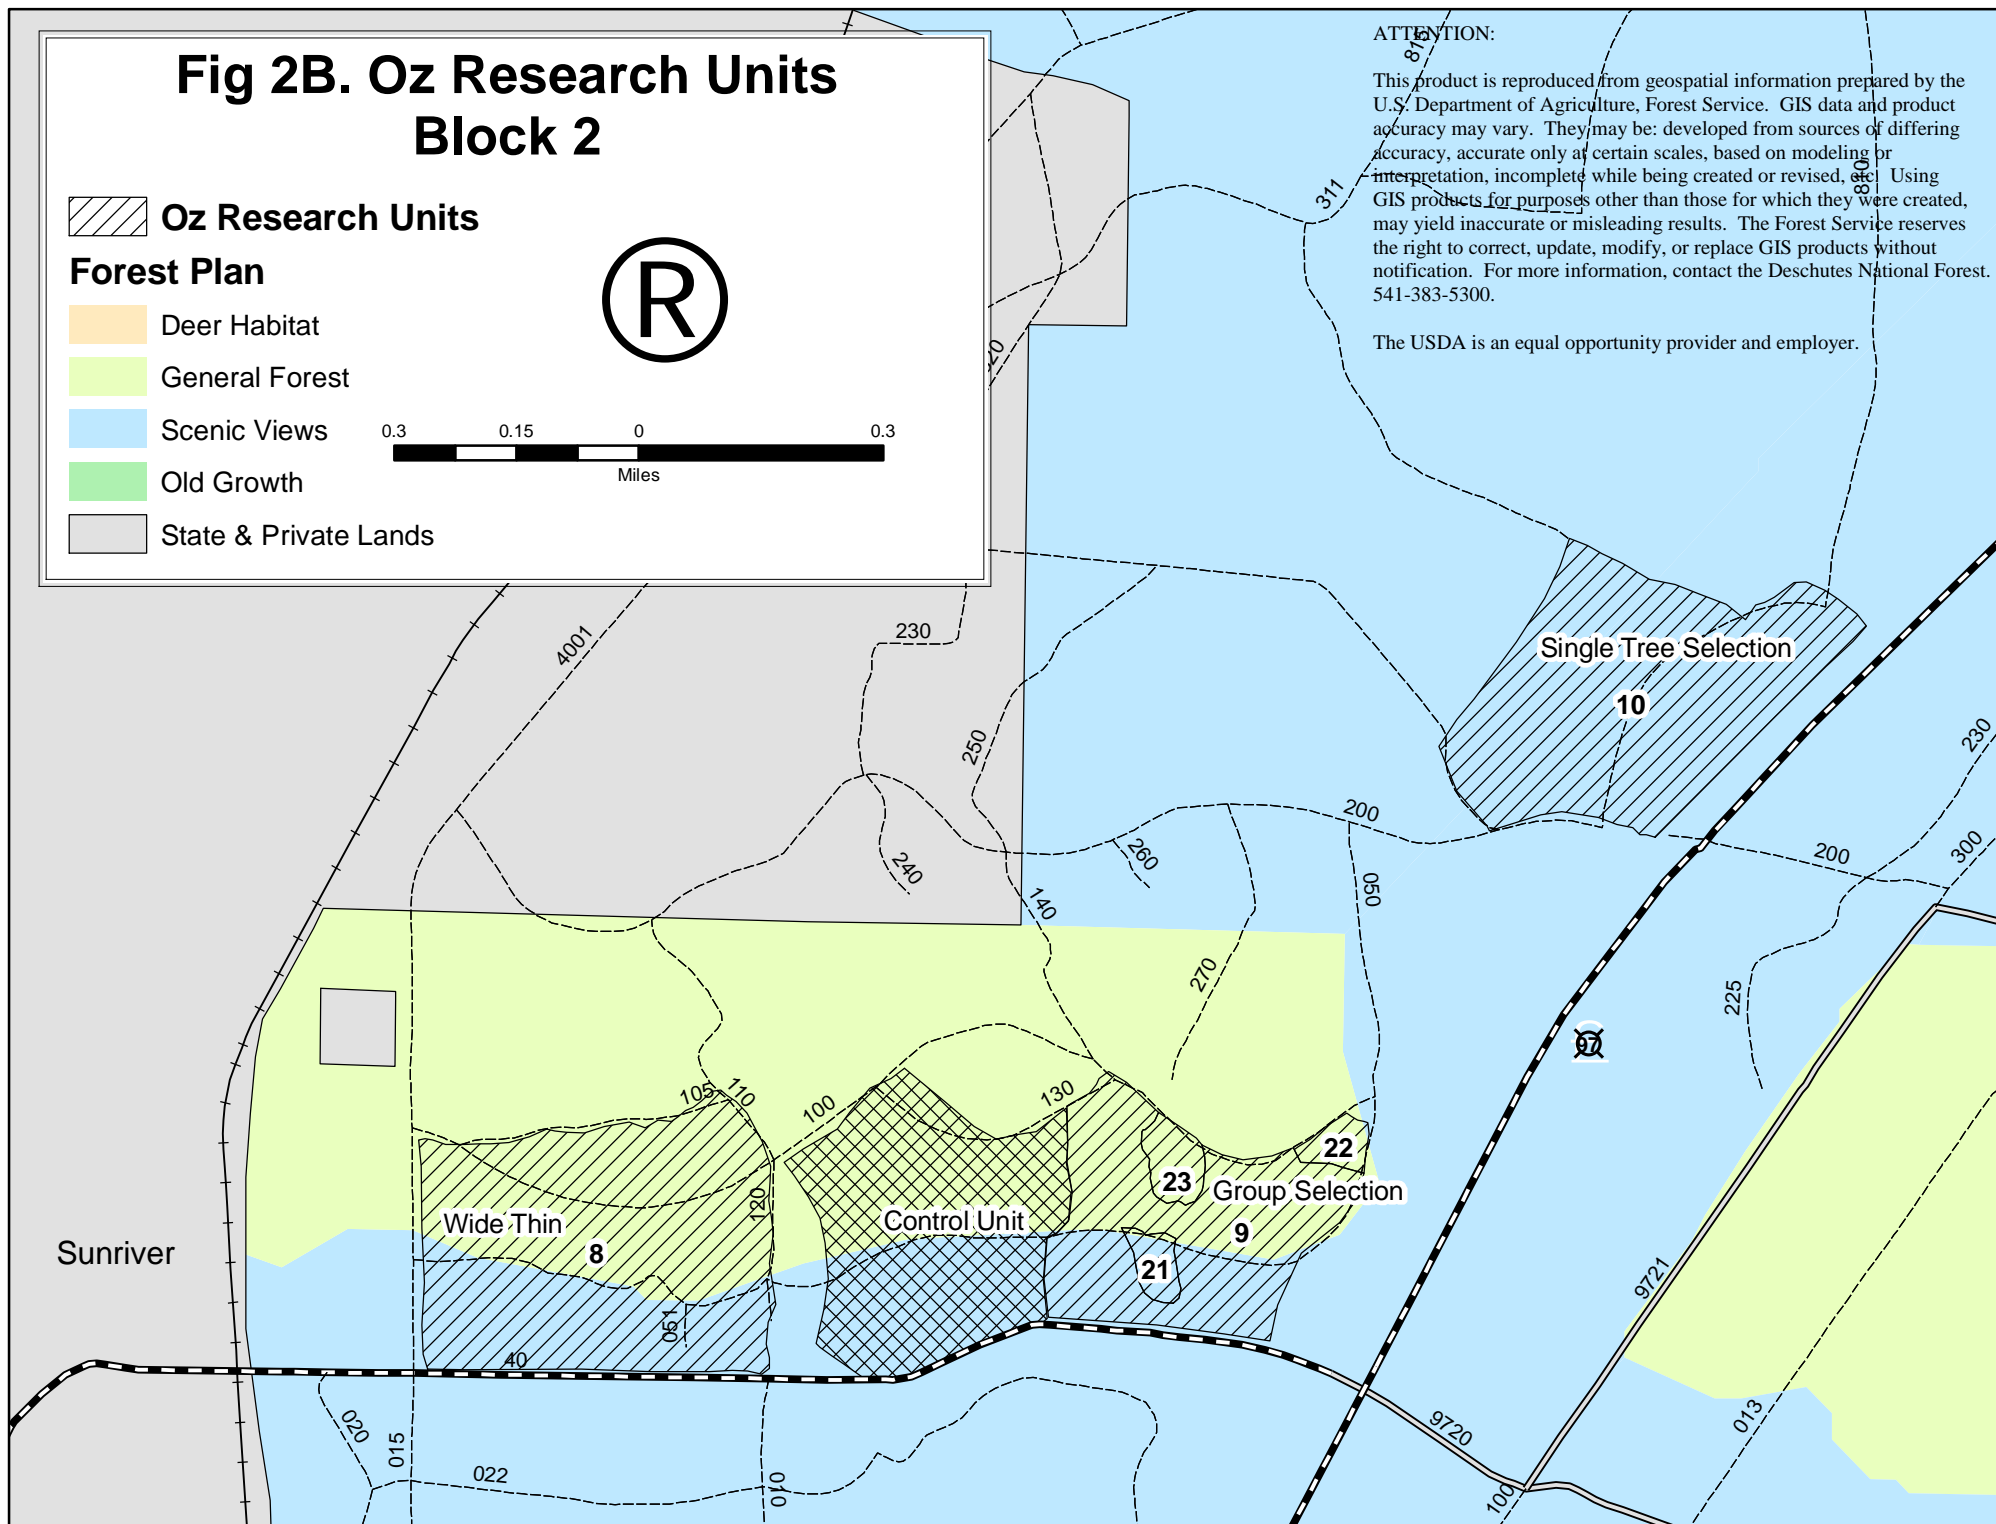 Fig 2B. Oz Research Units
Block 2
Oz Research Units
Forest Plan
Deer Habitat
General Forest
Scenic Views
Old Growth
State & Private Lands
®
0.3 0.15 0 0.3
Miles
ATTENTION:
This product is reproduced from geospatial information prepared by the
U.S. Department of Agriculture, Forest Service. GIS data and product
accuracy may vary. They may be: developed from sources of differing
accuracy, accurate only at certain scales, based on modeling or
interpretation, incomplete while being created or revised, etc. Using
GIS products for purposes other than those for which they were created,
may yield inaccurate or misleading results. The Forest Service reserves
the right to correct, update, modify, or replace GIS products without
notification. For more information, contact the Deschutes National Forest.
541-383-5300.
The USDA is an equal opportunity provider and employer.
815
810
311
4001
230
250
Single Tree Selection
10
230
200
260
240
140
050
200
300
270
225
97
105
110
100
130
120
22
23
Group Selection
9
Wide Thin
8
Control Unit
21
Sunriver
051
40
9721
020
015
022
010
9720
013
100